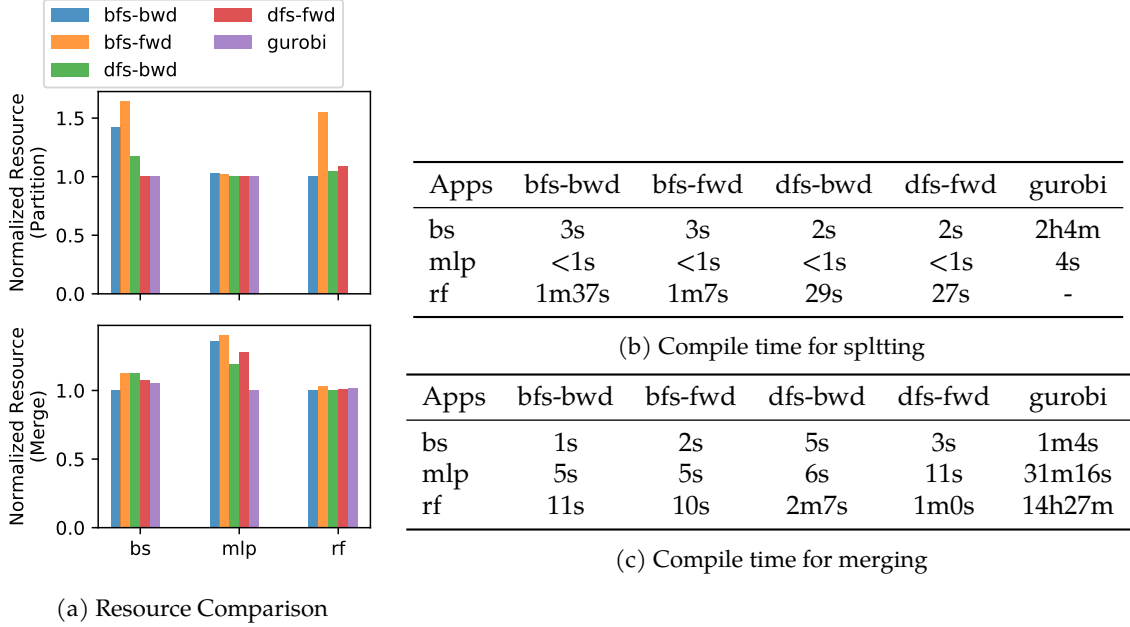 bfs-bwd
bfs-fwd
dfs-bwd
dfs-fwd
gurobi
Normalized Resource
(Partition)
1.5
1.0
0.5
0.0
Normalized Resource
(Merge)
1.0
0.5
0.0
bs mlp rf
(a) Resource Comparison
Apps bfs-bwd bfs-fwd dfs-bwd dfs-fwd gurobi
bs 3s 3s 2s 2s 2h4m
mlp <1s <1s <1s <1s 4s
rf 1m37s 1m7s 29s 27s -
(b) Compile time for spltting
Apps bfs-bwd bfs-fwd dfs-bwd dfs-fwd gurobi
bs 1s 2s 5s 3s 1m4s
mlp 5s 5s 6s 11s 31m16s
rf 11s 10s 2m7s 1m0s 14h27m
(c) Compile time for merging